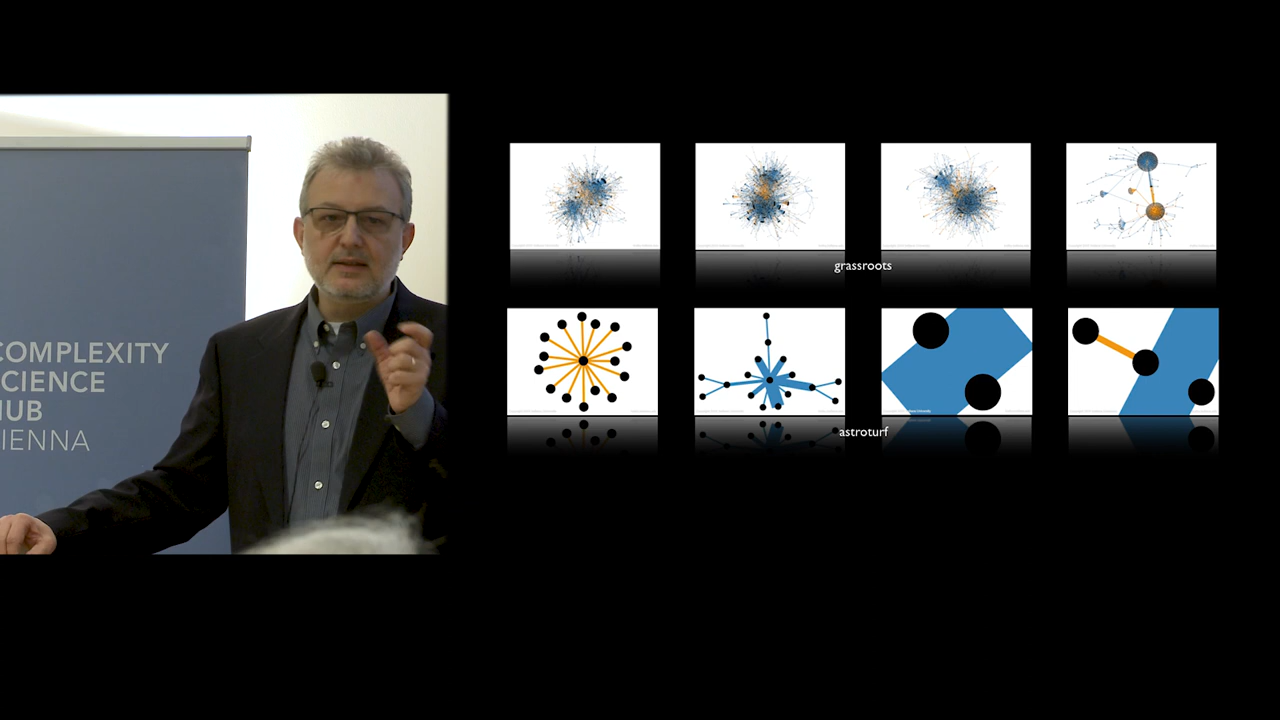 COMPLEXITY
CIENCE
HUB
IENNA
grassroots
astroturf